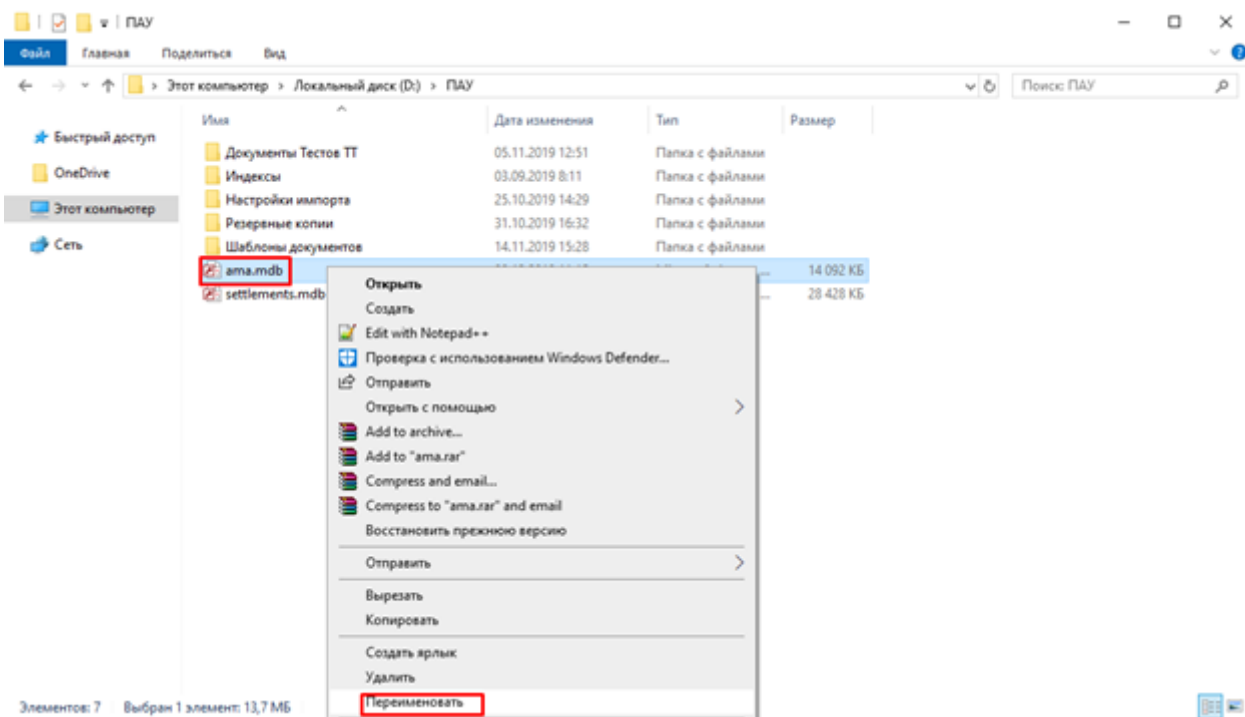 ПАУ
Файл Главная Поделиться Вид
Этот компьютер › Локальный диск (D:) › ПАУ Поиск: ПАУ
Имя Дата изменения Тип Размер
Быстрый доступ
OneDrive
Этот компьютер
Сеть
Документы Тестов ТТ 05.11.2019 12:51 Папка с файлами
Индексы 03.09.2019 8:11 Папка с файлами
Настройки импорта 25.10.2019 14:29 Папка с файлами
Резервные копии 31.10.2019 16:32 Папка с файлами
Шаблоны документов 14.11.2019 15:28 Папка с файлами
ama.mdb 14 092 КБ
settlements.mdb 28 428 КБ
Открыть
Создать
Edit with Notepad++
Проверка с использованием Windows Defender...
Отправить
Открыть с помощью
Add to archive...
Add to "ama.rar"
Compress and email...
Compress to "ama.rar" and email
Восстановить прежнюю версию
Отправить
Вырезать
Копировать
Создать ярлык
Удалить
Переименовать
Элементов: 7 Выбран 1 элемент: 13,7 МБ